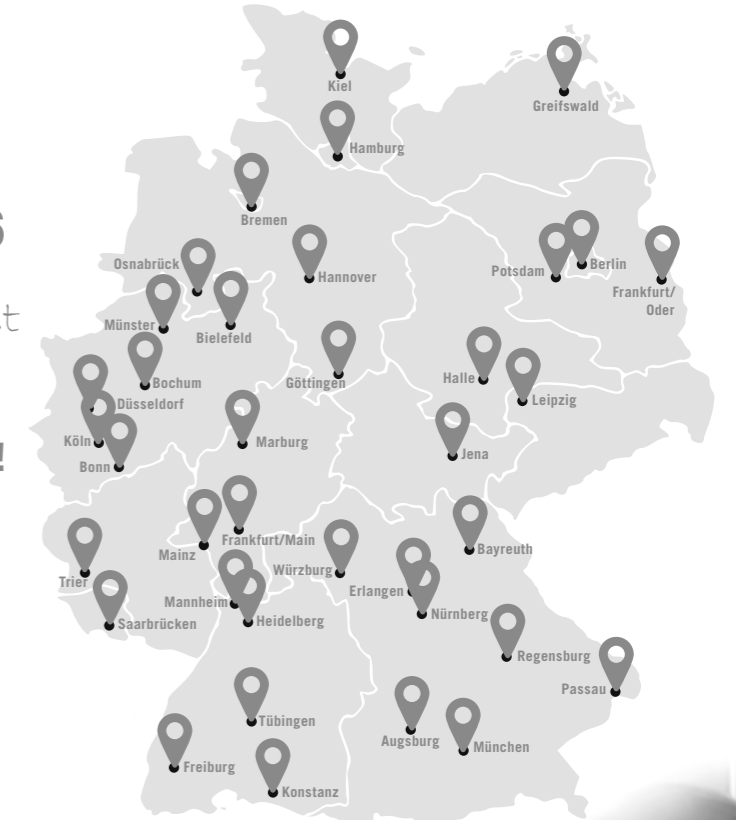 Kiel
Greifswald
Hamburg
Bremen
Osnabrück
Hannover
Potsdam
Berlin
Frankfurt/
Oder
Münster
Bielefeld
Bochum
Göttingen
Halle
Leipzig
Düsseldorf
Köln
Marburg
Jena
Bonn
!
Frankfurt/Main
Mainz
Bayreuth
Würzburg
Trier
Erlangen
Mannheim
Nürnberg
Saarbrücken
Heidelberg
Regensburg
Passau
Tübingen
Augsburg
München
Freiburg
Konstanz